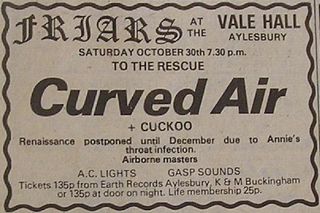 FRIARS AT THE VALE HALL
AYLESBURY
SATURDAY OCTOBER 30th 7.30 p.m.
TO THE RESCUE
Curved Air
+ CUCKOO
Renaissance postponed until December due to Annie's
throat infection.
Airborne masters
A.C. LIGHTS GASP SOUNDS
Tickets 135p from Earth Records Aylesbury, K & M Buckingham
or 135p at door on night. Life membership 25p.